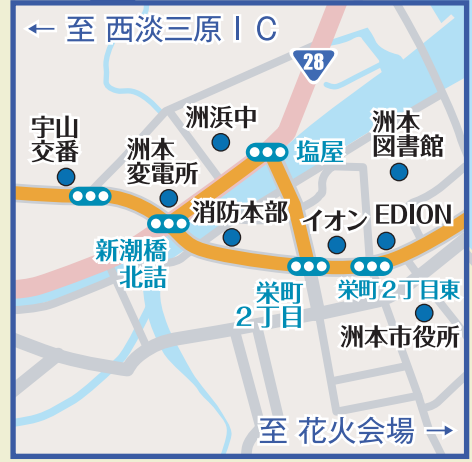 ← 至 西淡三原IC
28
宇山
交番
洲浜中
洲本
変電所
塩屋
洲本
図書館
消防本部
イオン
EDION
新潮橋
北詰
栄町
2丁目
栄町2丁目東
洲本市役所
至 花火会場 →